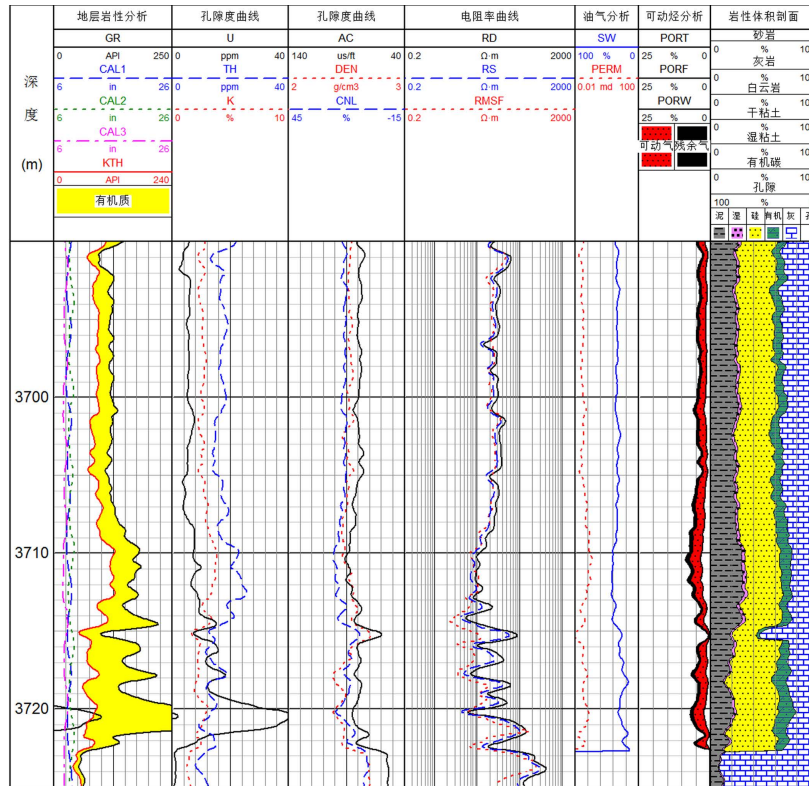 深度(m)
地层岩性分析
GR
0 API 250
CAL1
6 in 26
CAL2
6 in 26
CAL3
6 in 26
KTH
0 API 240
有机质
孔隙度曲线
U
0 ppm 40
TH
0 ppm 40
K
0 % 10
孔隙度曲线
AC
140 us/ft 40
DEN
2 g/cm3 3
CNL
45 % -15
电阻率曲线
RD
0.2 Ω·m 2000
RS
0.2 Ω·m 2000
RMSF
0.2 Ω·m 2000
油气分析
SW
100 % 0
PERM
0.01 md 100
可动烃分析
PORT
25 % 0
PORF
25 % 0
PORW
25 % 0
可动气 残余气
岩性体积剖面
砂岩
0 % 10
灰岩
0 % 10
白云岩
0 % 10
干粘土
0 % 10
湿粘土
0 % 10
有机碳
0 % 10
孔隙
100 %
泥 湿 硅 有机 灰
3700
3710
3720